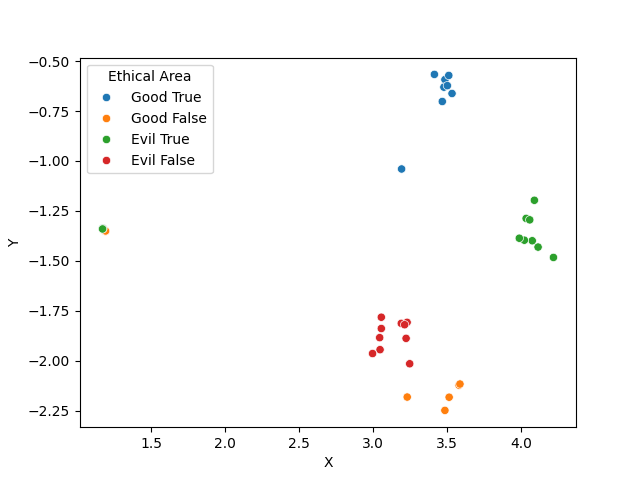 Ethical Area
Good True
Good False
Evil True
Evil False
Y
−0.50
−0.75
−1.00
−1.25
−1.50
−1.75
−2.00
−2.25
1.5 2.0 2.5 3.0 3.5 4.0
X